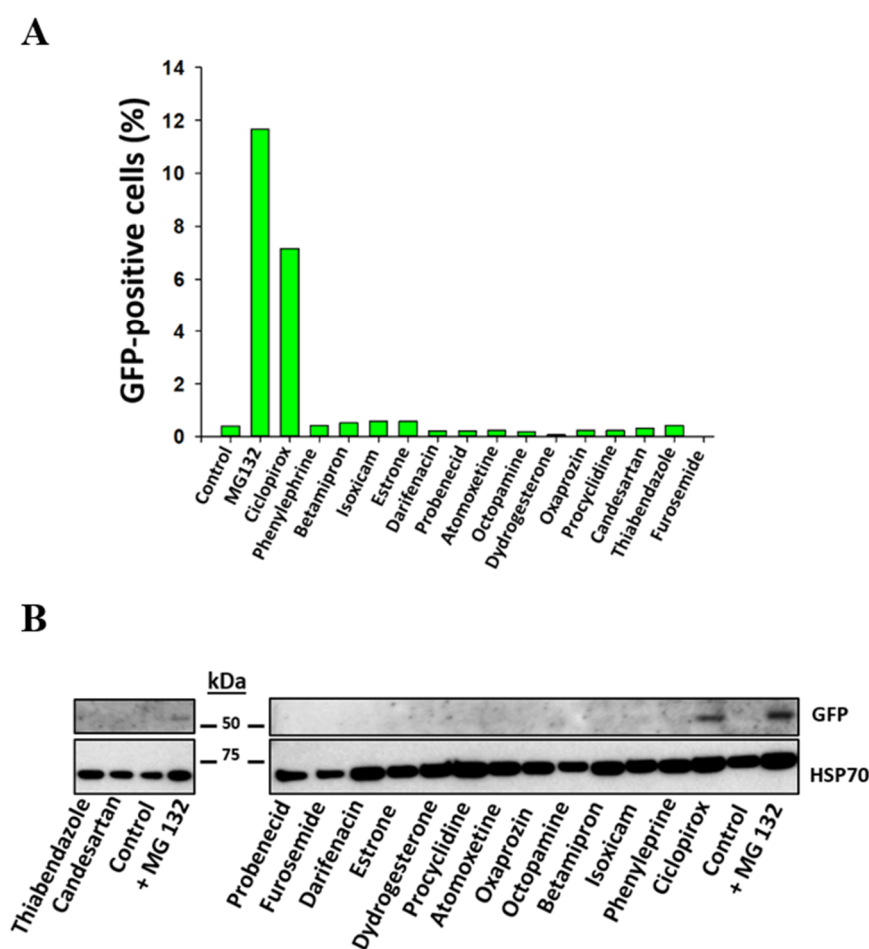 A
GFP-positive cells (%)
14
12
10
8
6
4
2
0
Control
MG132
Ciclopirox
Phenylephrine
Betamipron
Isoxicam
Estrone
Darifenacin
Probenecid
Atomoxetine
Octopamine
Dydrogesterone
Oxaprozin
Procyclidine
Candesartan
Thiabendazole
Furosemide
B
kDa
GFP
50
75
HSP70
Thiabendazole
Candesartan
Control
+ MG 132
Probenecid
Furosemide
Darifenacin
Estrone
Dydrogesterone
Procyclidine
Atomoxetine
Oxaprozin
Octopamine
Betamipron
Isoxicam
Phenyleprine
Ciclopirox
Control
+ MG 132